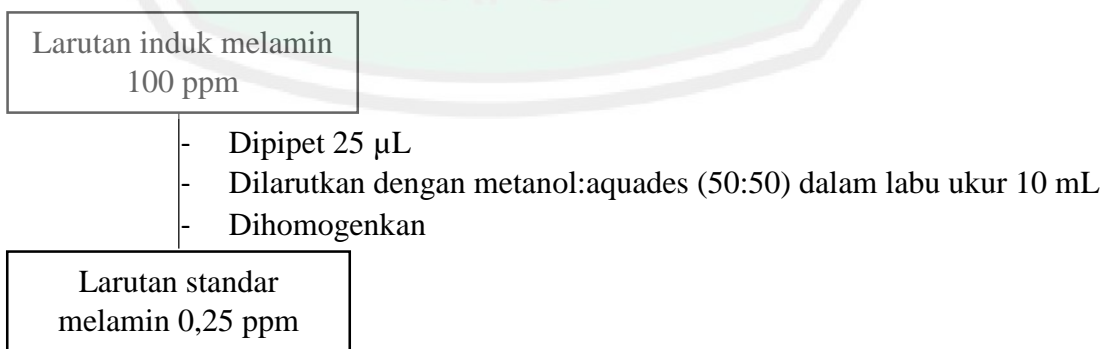 Larutan induk melamin
100 ppm
- Dipipet 25 µL
- Dilarutkan dengan metanol:aquades (50:50) dalam labu ukur 10 mL
- Dihomogenkan
Larutan standar
melamin 0,25 ppm